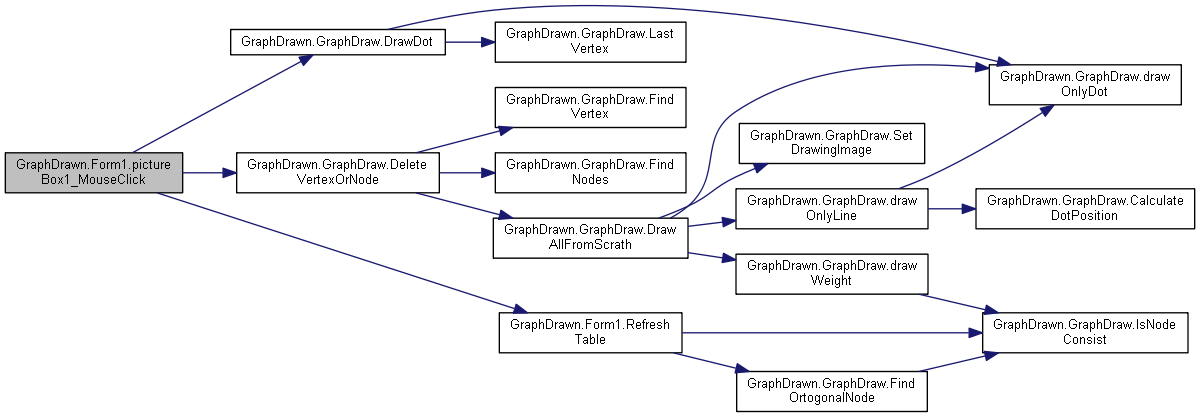 GraphDrawn.Form1.picture
Box1_MouseClick
GraphDrawn.GraphDraw.DrawDot
GraphDrawn.GraphDraw.Delete
VertexOrNode
GraphDrawn.GraphDraw.Last
Vertex
GraphDrawn.GraphDraw.Find
Vertex
GraphDrawn.GraphDraw.Find
Nodes
GraphDrawn.GraphDraw.Draw
AllFromScrath
GraphDrawn.Form1.Refresh
Table
GraphDrawn.GraphDraw.Set
DrawingImage
GraphDrawn.GraphDraw.draw
OnlyLine
GraphDrawn.GraphDraw.draw
Weight
GraphDrawn.GraphDraw.Find
OrtogonalNode
GraphDrawn.GraphDraw.draw
OnlyDot
GraphDrawn.GraphDraw.Calculate
DotPosition
GraphDrawn.GraphDraw.IsNode
Consist